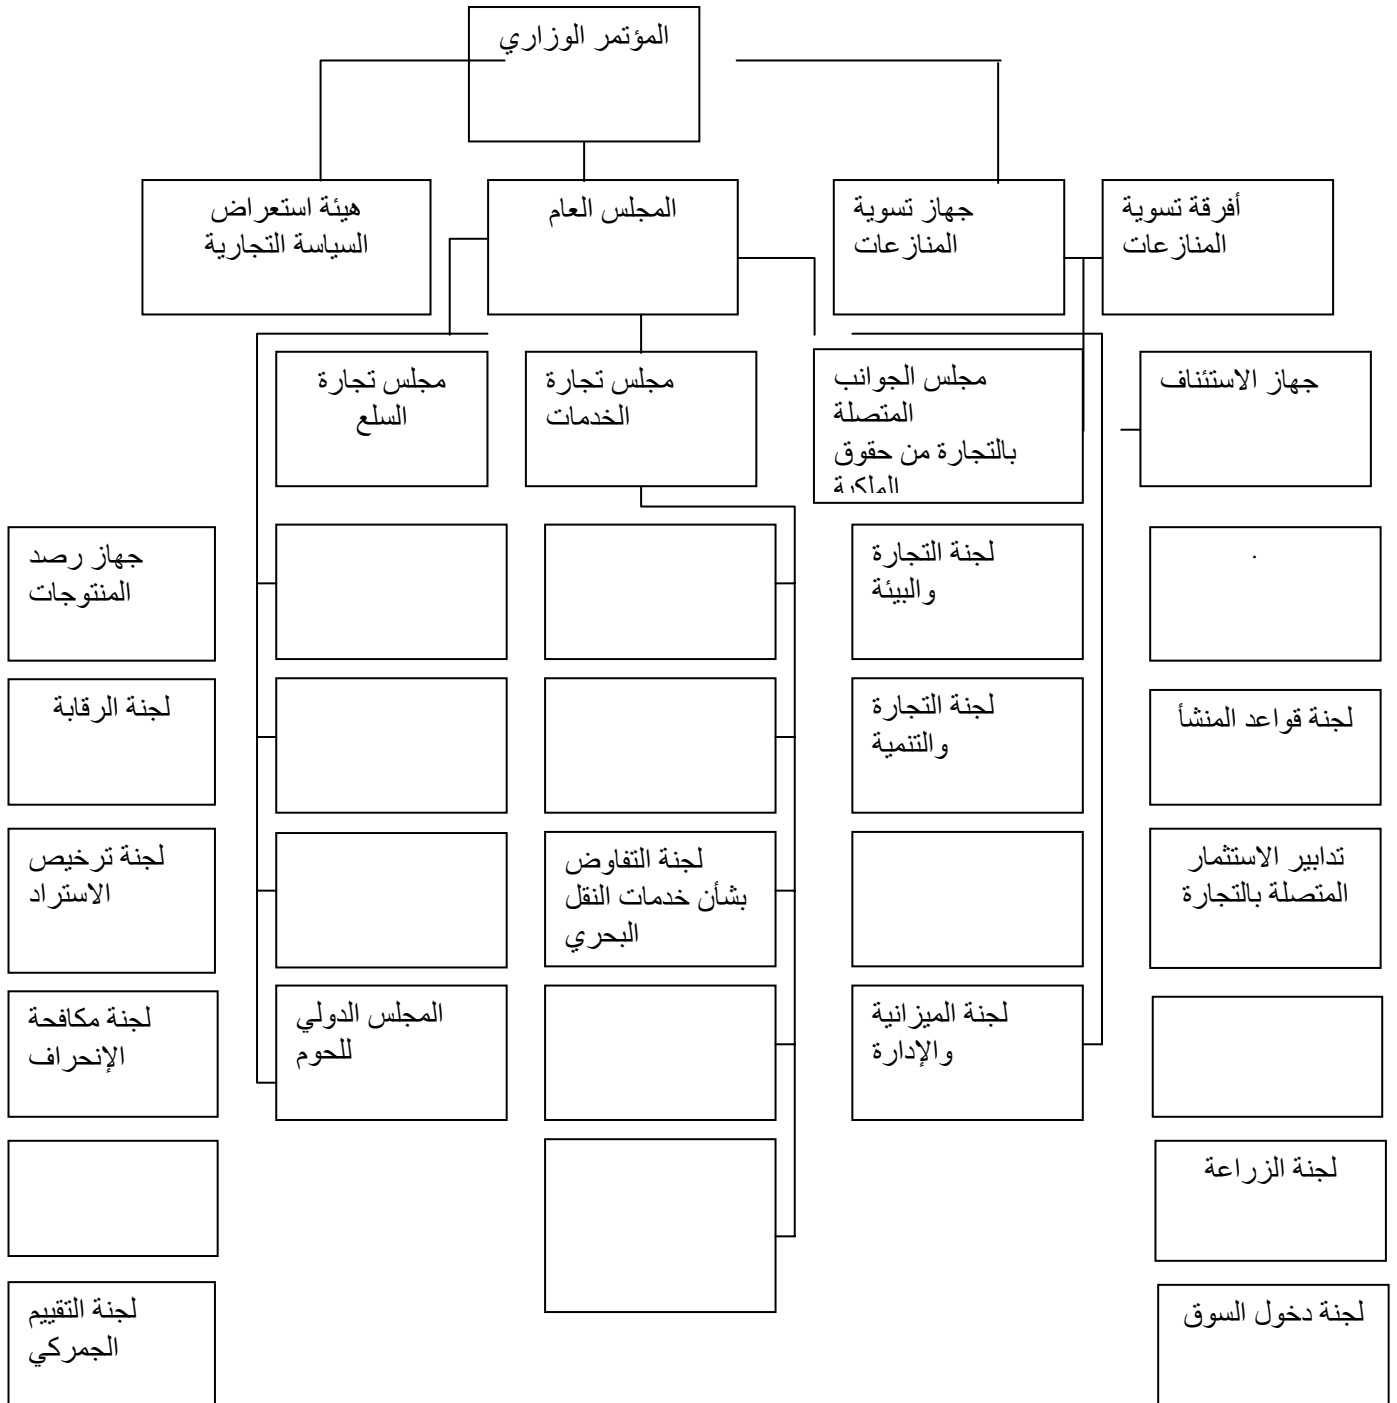 المؤتمر الوزاري
هيئة استعراض
السياسة التجارية
المجلس العام
جهاز تسوية
المنازعات
أفرقة تسوية
المنازعات
مجلس تجارة
السلع
مجلس تجارة
الخدمات
مجلس الجوانب
المتصلة
بالتجارة من حقوق
الملكية
جهاز الاستئناف
جهاز رصد
المنتوجات
لجنة التجارة
والبيئة
.
لجنة الرقابة
لجنة التجارة
والتنمية
لجنة قواعد المنشأ
لجنة ترخيص
الاستراد
لجنة التفاوض
بشأن خدمات النقل
البحري
تدابير الاستثمار
المتصلة بالتجارة
لجنة مكافحة
الإنحراف
المجلس الدولي
للحوم
لجنة الميزانية
والإدارة
لجنة الزراعة
لجنة التقييم
الجمركي
لجنة دخول السوق